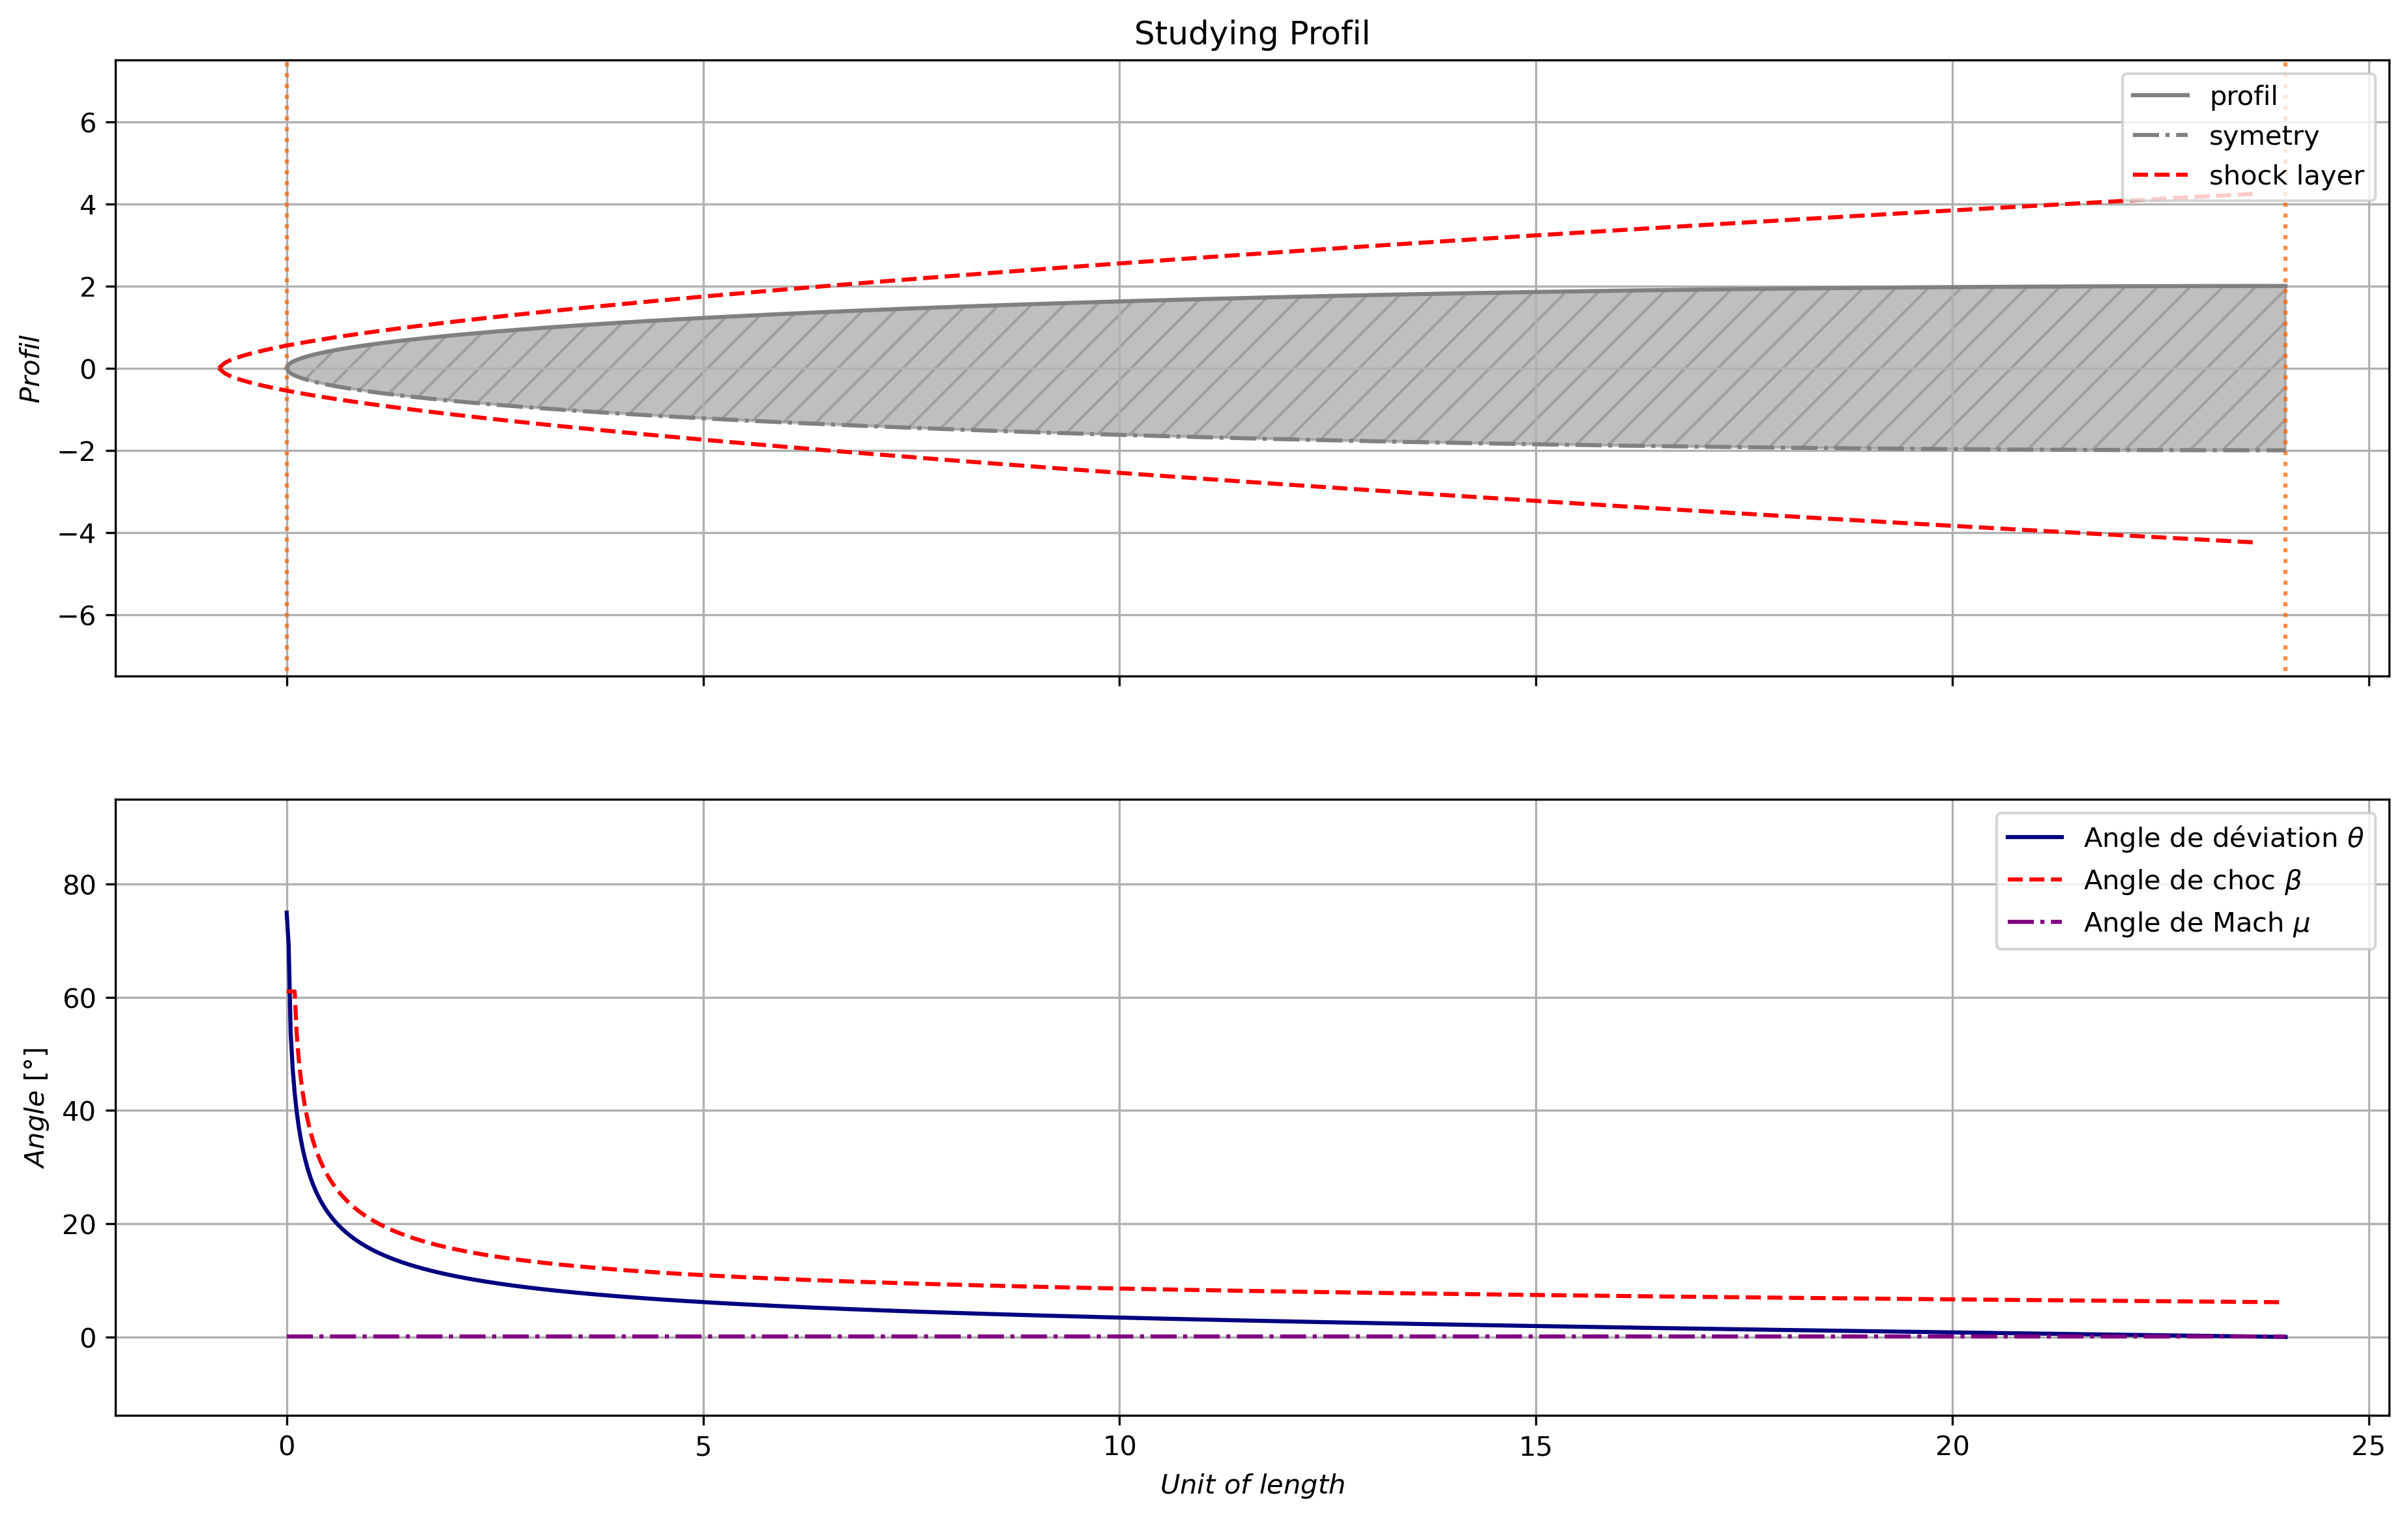 Studying Profil
profil
symetry
shock layer
6
4
2
0
−2
−4
−6
Profil
Angle de déviation θ
Angle de choc β
Angle de Mach μ
80
60
40
20
0
Angle [°]
0 5 10 15 20 25
Unit of length